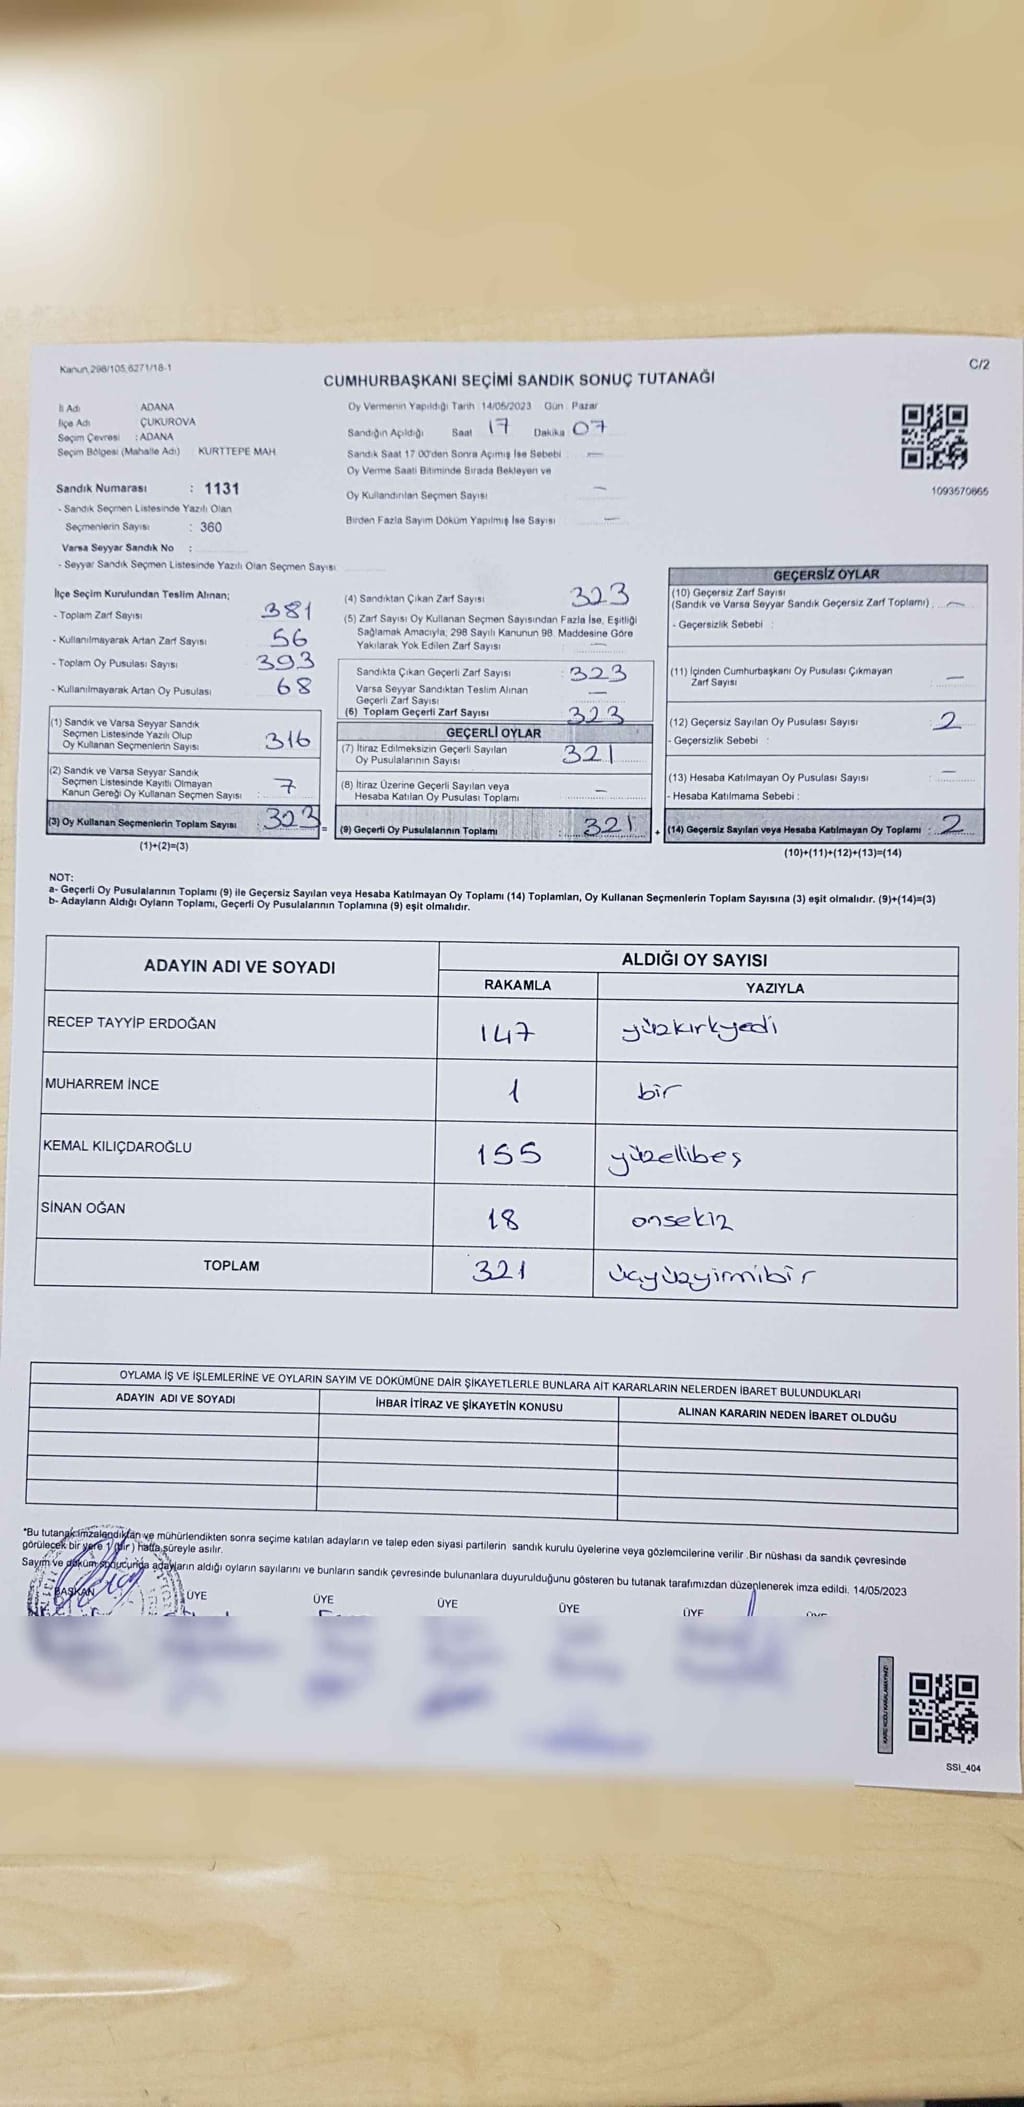 Kanun.298/105,6271/18-1
C/2
CUMHURBAŞKANI SEÇİMİ SANDIK SONUÇ TUTANAĞI
İl Adı ADANA
İlçe Adı ÇUKUROVA
Seçim Çevresi : ADANA
Seçim Bölgesi (Mahalle Adı) KURTTEPE MAH
Sandık Numarası : 1131
- Sandık Seçmen Listesinde Yazılı Olan
Seçmenlerin Sayısı : 360
Varsa Seyyar Sandık No :
- Seyyar Sandık Seçmen Listesinde Yazılı Olan Seçmen Sayısı
Oy Vermenin Yapıldığı Tarih 14/05/2023 Gün : Pazar
Sandığın Açıldığı Saat 17 Dakika 07
Sandık Saat 17.00'den Sonra Açımış İse Sebebi : —
Oy Verme Saati Bitiminde Sırada Bekleyen ve
Oy Kullandırılan Seçmen Sayısı —
Birden Fazla Sayım Döküm Yapılmış İse Sayısı —
1093570865
İlçe Seçim Kurulundan Teslim Alınan;
- Toplam Zarf Sayısı 381
- Kullanılmayarak Artan Zarf Sayısı 56
- Toplam Oy Pusulası Sayısı 393
- Kullanılmayarak Artan Oy Pusulası 68
(1) Sandık ve Varsa Seyyar Sandık
Seçmen Listesinde Yazılı Olup
Oy Kullanan Seçmenlerin Sayısı 316
(2) Sandık ve Varsa Seyyar Sandık
Seçmen Listesinde Kayıtlı Olmayan
Kanun Gereği Oy Kullanan Seçmen Sayısı : 7
(3) Oy Kullanan Seçmenlerin Toplam Sayısı : 323 =
(1)+(2)=(3)
(4) Sandıktan Çıkan Zarf Sayısı 323
(5) Zarf Sayısı Oy Kullanan Seçmen Sayısından Fazla İse, Eşitliği
Sağlamak Amacıyla; 298 Sayılı Kanunun 98. Maddesine Göre
Yakılarak Yok Edilen Zarf Sayısı —
Sandıkta Çıkan Geçerli Zarf Sayısı : 323
Varsa Seyyar Sandıktan Teslim Alınan
Geçerli Zarf Sayısı —
(6) Toplam Geçerli Zarf Sayısı 323
GEÇERLİ OYLAR
(7) İtiraz Edilmeksizin Geçerli Sayılan
Oy Pusulalarının Sayısı 321
(8) İtiraz Üzerine Geçerli Sayılan veya
Hesaba Katılan Oy Pusulası Toplamı —
(9) Geçerli Oy Pusulalarının Toplamı : 321 +
GEÇERSİZ OYLAR
(10) Geçersiz Zarf Sayısı
(Sandık ve Varsa Seyyar Sandık Geçersiz Zarf Toplamı) —
- Geçersizlik Sebebi :
(11) İçinden Cumhurbaşkanı Oy Pusulası Çıkmayan
Zarf Sayısı —
(12) Geçersiz Sayılan Oy Pusulası Sayısı 2
- Geçersizlik Sebebi :
(13) Hesaba Katılmayan Oy Pusulası Sayısı —
- Hesaba Katılmama Sebebi :
(14) Geçersiz Sayılan veya Hesaba Katılmayan Oy Toplamı : 2
(10)+(11)+(12)+(13)=(14)
NOT:
a- Geçerli Oy Pusulalarının Toplamı (9) ile Geçersiz Sayılan veya Hesaba Katılmayan Oy Toplamı (14) Toplamları, Oy Kullanan Seçmenlerin Toplam Sayısına (3) eşit olmalıdır. (9)+(14)=(3)
b- Adayların Aldığı Oyların Toplamı, Geçerli Oy Pusulalarının Toplamına (9) eşit olmalıdır.
ADAYIN ADI VE SOYADI ALDIĞI OY SAYISI
RAKAMLA YAZIYLA
RECEP TAYYİP ERDOĞAN 147 yüzkırkyedi
MUHARREM İNCE 1 bir
KEMAL KILIÇDAROĞLU 155 yüzellibeş
SİNAN OĞAN 18 onsekiz
TOPLAM 321 üçyüzyirmibir
OYLAMA İŞ VE İŞLEMLERİNE VE OYLARIN SAYIM VE DÖKÜMÜNE DAİR ŞİKAYETLERLE BUNLARA AİT KARARLARIN NELERDEN İBARET BULUNDUKLARI
ADAYIN ADI VE SOYADI İHBAR İTİRAZ VE ŞİKAYETİN KONUSU ALINAN KARARIN NEDEN İBARET OLDUĞU
*Bu tutanak imzalandıktan ve mühürlendikten sonra seçime katılan adayların ve talep eden siyasi partilerin sandık kurulu üyelerine veya gözlemcilerine verilir .Bir nüshası da sandık çevresinde
görülecek bir yere 1 (bir ) hafta süreyle asılır.
Sayım ve döküm sonucunda adayların aldığı oyların sayılarını ve bunların sandık çevresinde bulunanlara duyurulduğunu gösteren bu tutanak tarafımızdan düzenlenerek imza edildi. 14/05/2023
BAŞKAN ÜYE ÜYE ÜYE ÜYE ÜYE
KARE KODU KARALAMAYINIZ!
SSI_404